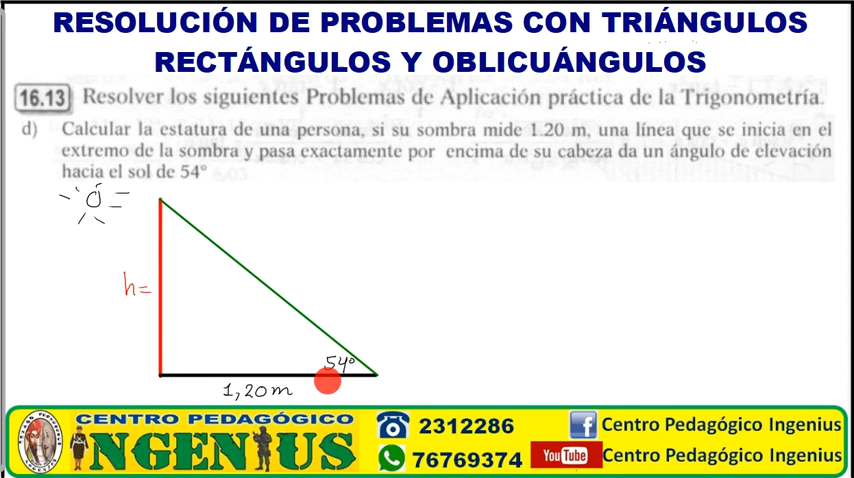 RESOLUCIÓN DE PROBLEMAS CON TRIÁNGULOS
RECTÁNGULOS Y OBLICUÁNGULOS
16.13 Resolver los siguientes Problemas de Aplicación práctica de la Trigonometría.
d) Calcular la estatura de una persona, si su sombra mide 1.20 m, una línea que se inicia en el
extremo de la sombra y pasa exactamente por encima de su cabeza da un ángulo de elevación
hacia el sol de 54°
h=
54°
1,20m
CENTRO PEDAGÓGICO
INGENIUS
2312286
76769374
Centro Pedagógico Ingenius
YouTube Centro Pedagógico Ingenius